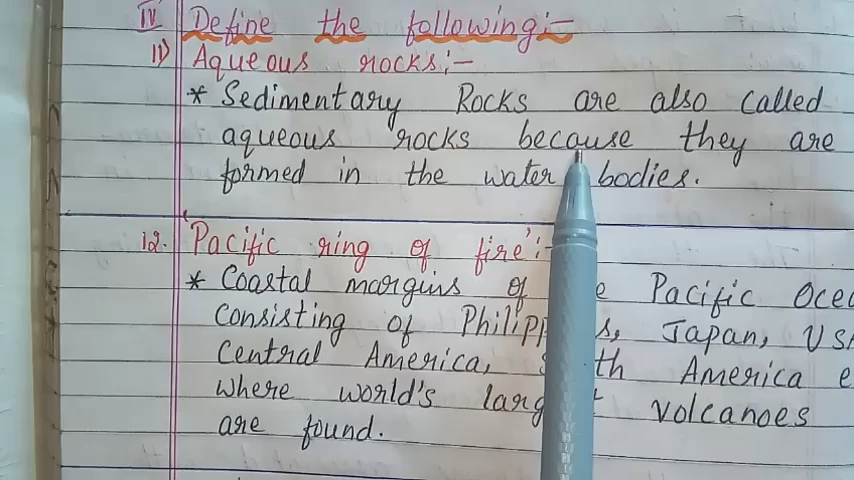 IV Define the following:-
11) Aqueous rocks:-
* Sedimentary Rocks are also called
aqueous rocks because they are
formed in the water bodies.
12. Pacific ring of fire':-
* Coastal margins of Pacific
Consisting of Japan,
Central America, America
where world's volcanoes
are found.